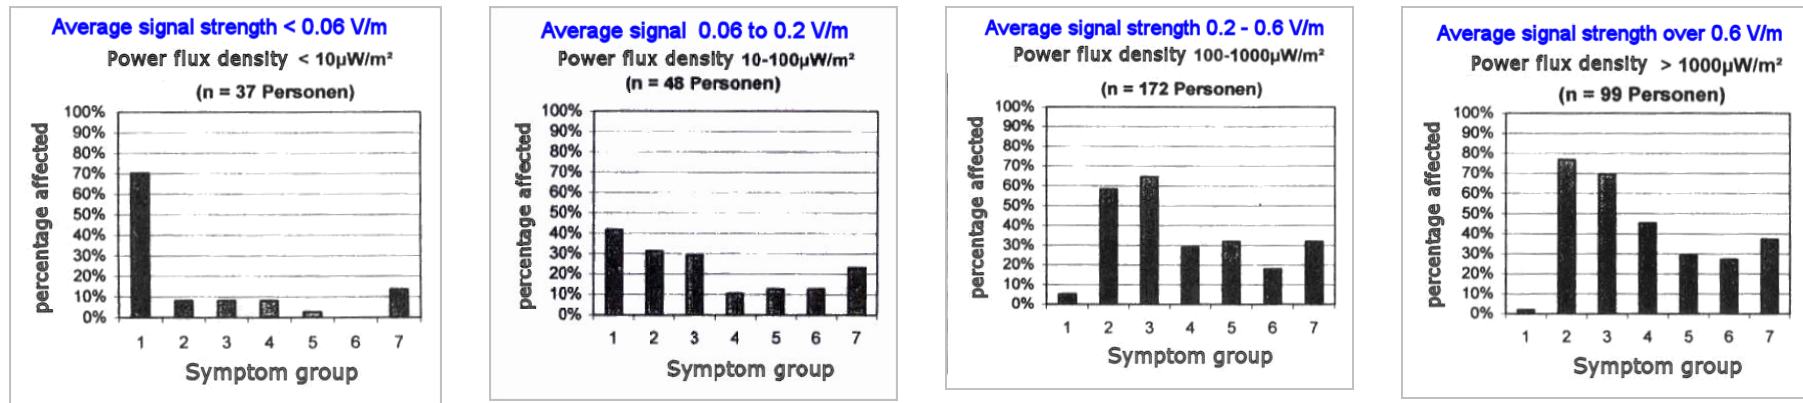 Average signal strength < 0.06 V/m
Power flux density < 10µW/m²
(n = 37 Personen)
percentage affected
100%
90%
80%
70%
60%
50%
40%
30%
20%
10%
0%
1 2 3 4 5 6 7
Symptom group
Average signal 0.06 to 0.2 V/m
Power flux density 10-100µW/m²
(n = 48 Personen)
percentage affected
100%
90%
80%
70%
60%
50%
40%
30%
20%
10%
0%
1 2 3 4 5 6 7
Symptom group
Average signal strength 0.2 - 0.6 V/m
Power flux density 100-1000µW/m²
(n = 172 Personen)
percentage affected
100%
90%
80%
70%
60%
50%
40%
30%
20%
10%
0%
1 2 3 4 5 6 7
Symptom group
Average signal strength over 0.6 V/m
Power flux density > 1000µW/m²
(n = 99 Personen)
percentage affected
100%
90%
80%
70%
60%
50%
40%
30%
20%
10%
0%
1 2 3 4 5 6 7
Symptom group